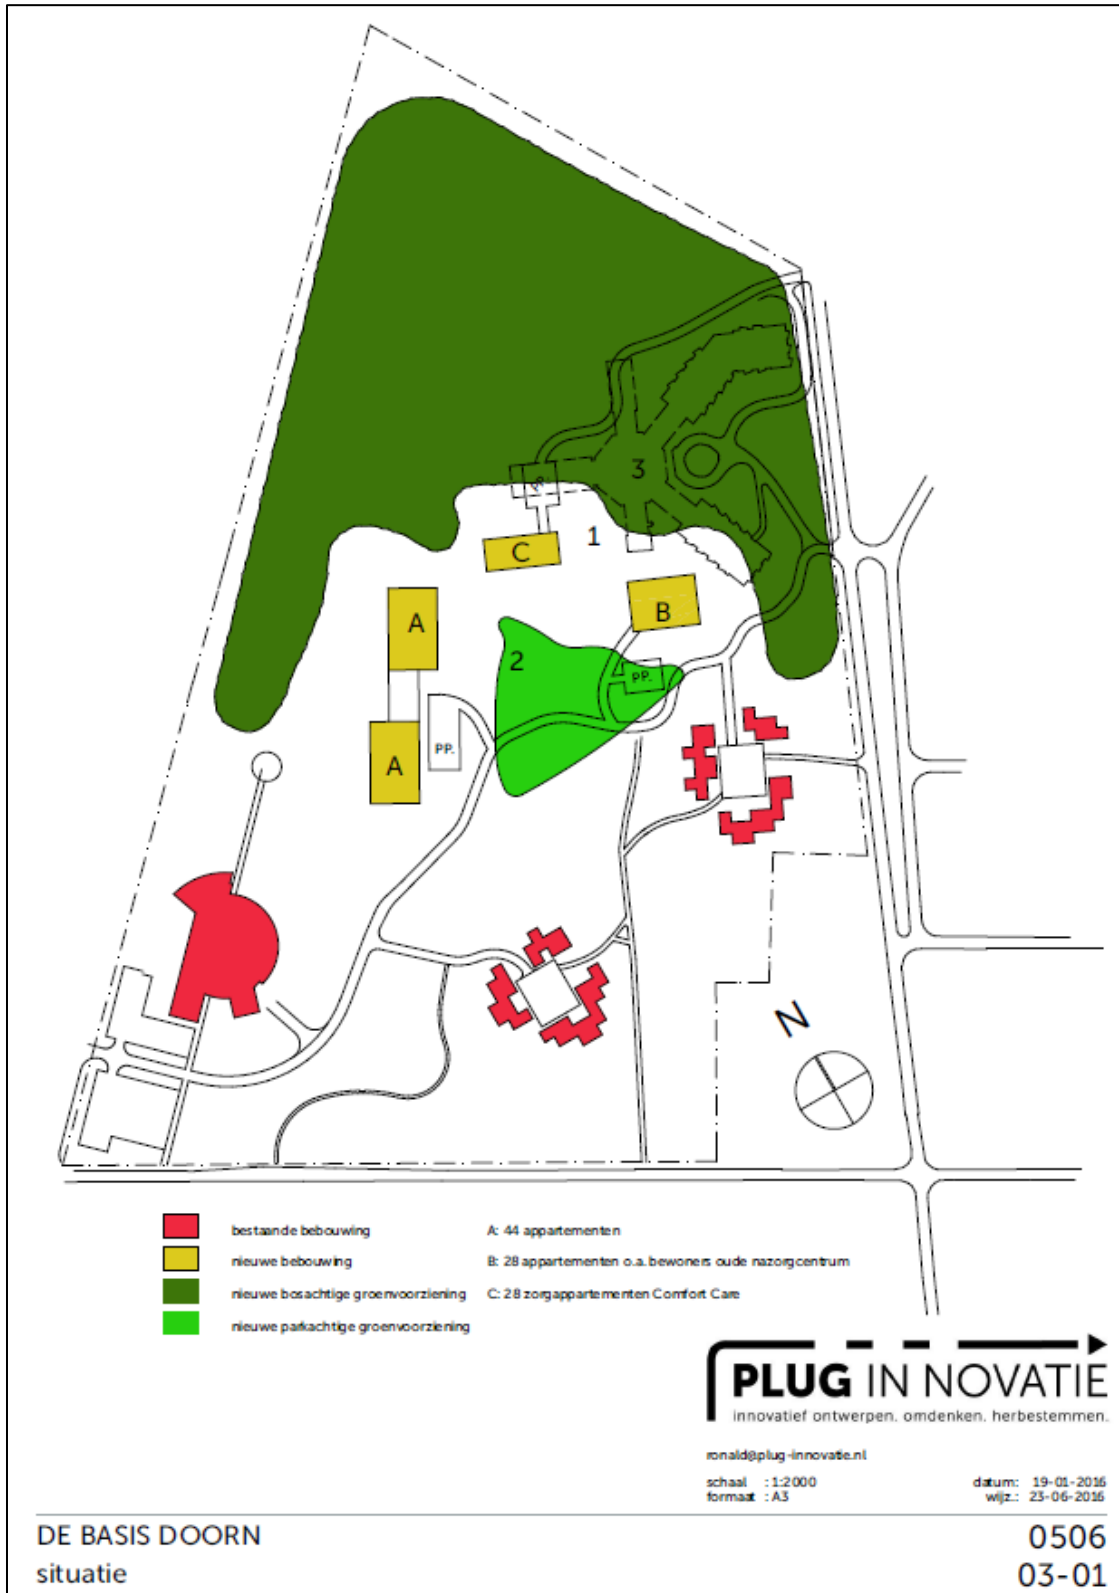 3
PP.
1
C
B
A
2
PP.
PP.
A
N
bestaande bebouwing
A: 44 appartementen
nieuwe bebouwing
B: 28 appartementen o.a. bewoners oude nazorgcentrum
nieuwe bosachtige groenvoorziening
C: 28 zorgappartementen Comfort Care
nieuwe parkachtige groenvoorziening
PLUG IN NOVATIE
innovatief ontwerpen. omdenken. herbestemmen.
ronald@plug-innovatie.nl
schaal : 1:2000
datum: 19-01-2016
formaat : A3
wijz.: 23-06-2016
DE BASIS DOORN
0506
situatie
03-01